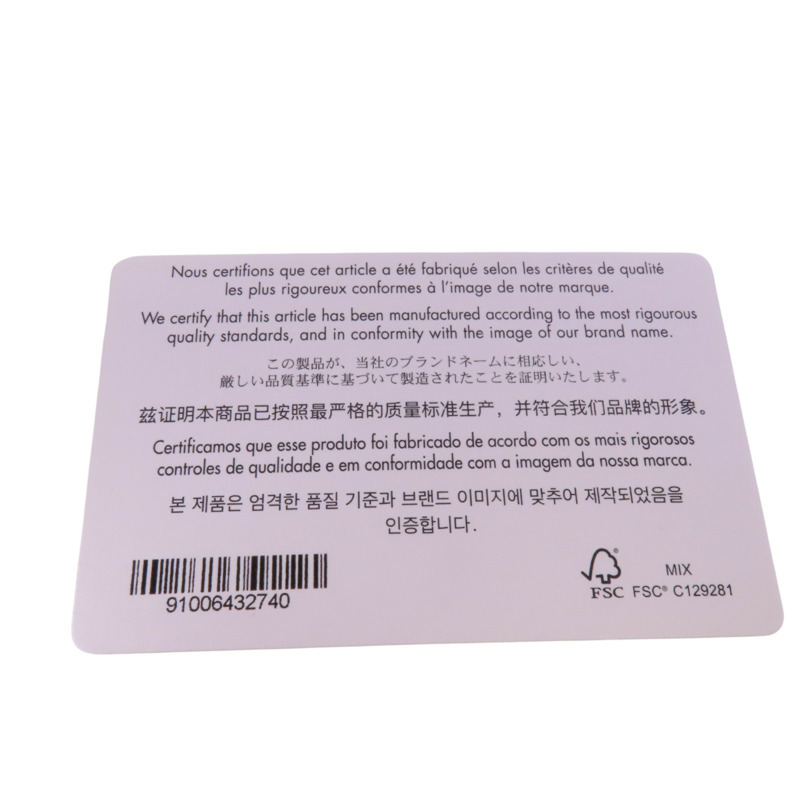 Nous certifions que cet article a été fabriqué selon les critères de qualité
les plus rigoureux conformes à l'image de notre marque.
We certify that this article has been manufactured according to the most rigourous
quality standards, and in conformity with the image of our brand name.
この製品が、当社のブランドネームに相応しい、
厳しい品質基準に基づいて製造されたことを証明いたします。
兹证明本商品已按照最严格的质量标准生产，并符合我们品牌的形象。
Certificamos que esse produto foi fabricado de acordo com os mais rigorosos
controles de qualidade e em conformidade com a imagem da nossa marca.
본 제품은 엄격한 품질 기준과 브랜드 이미지에 맞추어 제작되었음을
인증합니다.
91006432740
MIX
FSC FSC® C129281